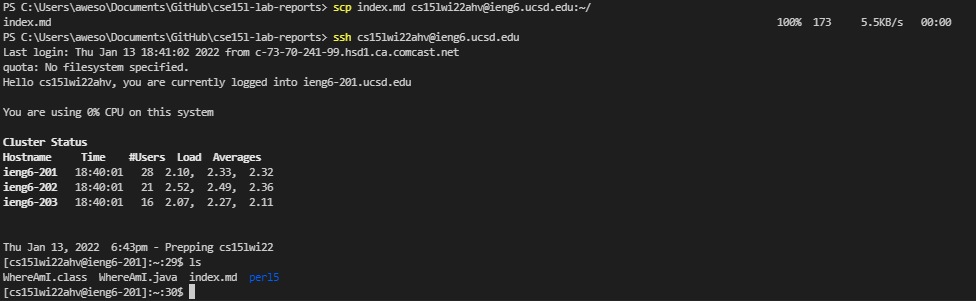 PS C:\Users\aweso\Documents\GitHub\cse15l-lab-reports> scp index.md cs15lwi22ahv@ieng6.ucsd.edu:~/
index.md 100% 173 5.5KB/s 00:00
PS C:\Users\aweso\Documents\GitHub\cse15l-lab-reports> ssh cs15lwi22ahv@ieng6.ucsd.edu
Last login: Thu Jan 13 18:41:02 2022 from c-73-70-241-99.hsd1.ca.comcast.net
quota: No filesystem specified.
Hello cs15lwi22ahv, you are currently logged into ieng6-201.ucsd.edu
You are using 0% CPU on this system
Cluster Status
Hostname Time #Users Load Averages
ieng6-201 18:40:01 28 2.10, 2.33, 2.32
ieng6-202 18:40:01 21 2.52, 2.49, 2.36
ieng6-203 18:40:01 16 2.07, 2.27, 2.11
Thu Jan 13, 2022 6:43pm - Prepping cs15lwi22
[cs15lwi22ahv@ieng6-201]:~:29$ ls
WhereAmI.class WhereAmI.java index.md perl5
[cs15lwi22ahv@ieng6-201]:~:30$